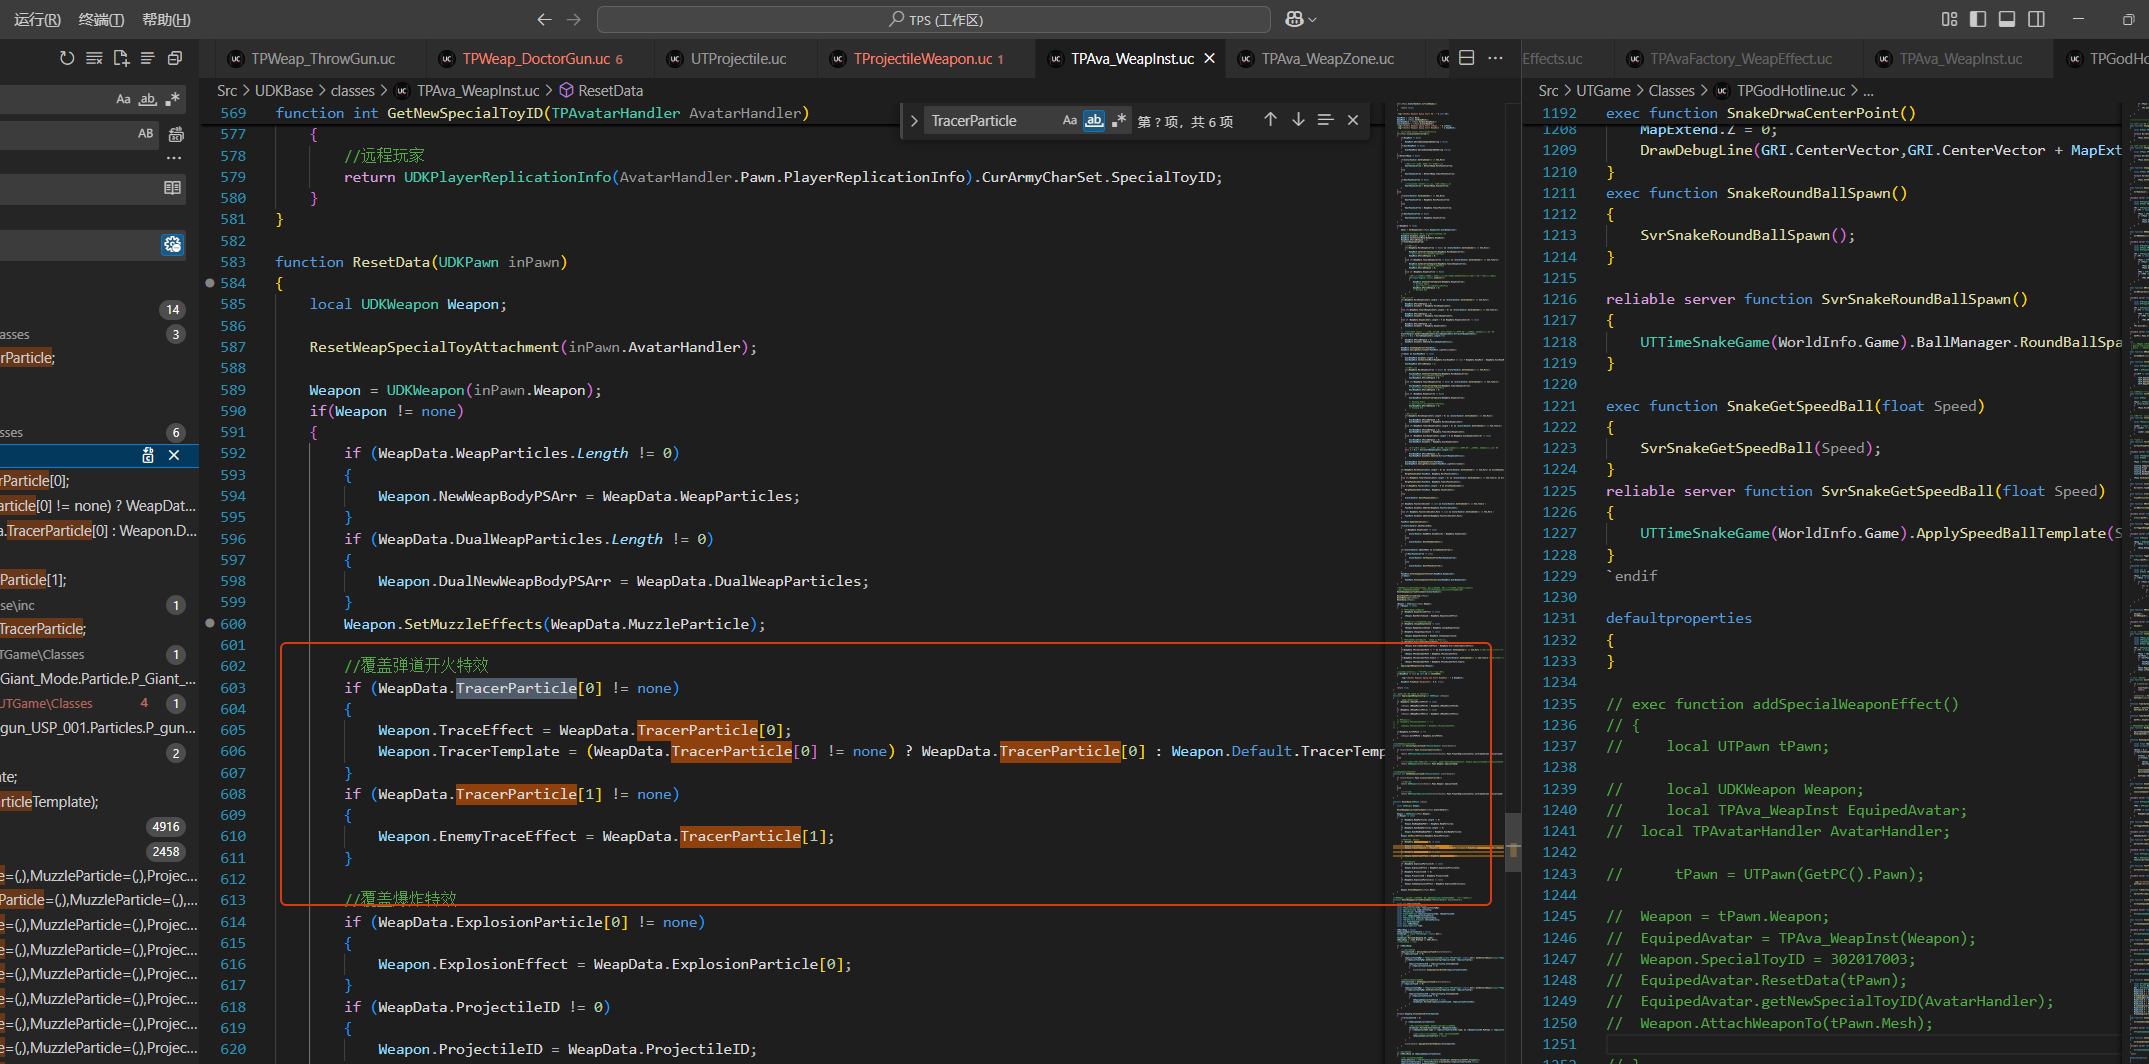 运行(R) 终端(T) 帮助(H)
TPS (工作区)
TPWeap_ThrowGun.uc
TPWeap_DoctorGun.uc 6
UTProjectile.uc
TProjectileWeapon.uc 1
TPAva_WeapInst.uc
TPAva_WeapZone.uc
Effects.uc
TPAvaFactory_WeapEffect.uc
TPAva_WeapInst.uc
TPGodHo
Src > UDKBase > classes > TPAva_WeapInst.uc > ResetData
Src > UTGame > Classes > TPGodHotline.uc > ...
TracerParticle
第 ? 项，共 6 项
Aa ab
AB
14
asses 3
rParticle;
sses 6
rParticle[0];
article[0] != none) ? WeapDat...
a.TracerParticle[0] : Weapon.D...
Particle[1];
se\inc 1
TracerParticle;
TGame\Classes 1
Giant_Mode.Particle.P_Giant_...
UTGame\Classes 4 1
gun_USP_001.Particles.P_gun...
2
te;
articleTemplate);
4916
2458
e=(,),MuzzleParticle=(,),Projec...
Particle=(,),MuzzleParticle=(,),...
e=(,),MuzzleParticle=(,),Projec...
e=(,),MuzzleParticle=(,),Projec...
e=(,),MuzzleParticle=(,),Projec...
e=(,),MuzzleParticle=(,),Projec...
e=(,),MuzzleParticle=(,),Projec...
e=(,),MuzzleParticle=(,),Projec...
569 function int GetNewSpecialToyID(TPAvatarHandler AvatarHandler)
577 {
578 //远程玩家
579 return UDKPlayerReplicationInfo(AvatarHandler.Pawn.PlayerReplicationInfo).CurArmyCharSet.SpecialToyID;
580 }
581 }
582
583 function ResetData(UDKPawn inPawn)
584 {
585 local UDKWeapon Weapon;
586
587 ResetWeapSpecialToyAttachment(inPawn.AvatarHandler);
588
589 Weapon = UDKWeapon(inPawn.Weapon);
590 if(Weapon != none)
591 {
592 if (WeapData.WeapParticles.Length != 0)
593 {
594 Weapon.NewWeapBodyPSArr = WeapData.WeapParticles;
595 }
596 if (WeapData.DualWeapParticles.Length != 0)
597 {
598 Weapon.DualNewWeapBodyPSArr = WeapData.DualWeapParticles;
599 }
600 Weapon.SetMuzzleEffects(WeapData.MuzzleParticle);
601
602 //覆盖弹道开火特效
603 if (WeapData.TracerParticle[0] != none)
604 {
605 Weapon.TraceEffect = WeapData.TracerParticle[0];
606 Weapon.TracerTemplate = (WeapData.TracerParticle[0] != none) ? WeapData.TracerParticle[0] : Weapon.Default.TracerTemp
607 }
608 if (WeapData.TracerParticle[1] != none)
609 {
610 Weapon.EnemyTraceEffect = WeapData.TracerParticle[1];
611 }
612
613 //覆盖爆炸特效
614 if (WeapData.ExplosionParticle[0] != none)
615 {
616 Weapon.ExplosionEffect = WeapData.ExplosionParticle[0];
617 }
618 if (WeapData.ProjectileID != 0)
619 {
620 Weapon.ProjectileID = WeapData.ProjectileID;
1192 exec function SnakeDrwaCenterPoint()
1208 MapExtend.Z = 0;
1209 DrawDebugLine(GRI.CenterVector,GRI.CenterVector + MapExt
1210 }
1211 exec function SnakeRoundBallSpawn()
1212 {
1213 SvrSnakeRoundBallSpawn();
1214 }
1215
1216 reliable server function SvrSnakeRoundBallSpawn()
1217 {
1218 UTTimeSnakeGame(WorldInfo.Game).BallManager.RoundBallSpa
1219 }
1220
1221 exec function SnakeGetSpeedBall(float Speed)
1222 {
1223 SvrSnakeGetSpeedBall(Speed);
1224 }
1225 reliable server function SvrSnakeGetSpeedBall(float Speed)
1226 {
1227 UTTimeSnakeGame(WorldInfo.Game).ApplySpeedBallTemplate(S
1228 }
1229 `endif
1230
1231 defaultproperties
1232 {
1233 }
1234
1235 // exec function addSpecialWeaponEffect()
1236 // {
1237 // local UTPawn tPawn;
1238
1239 // local UDKWeapon Weapon;
1240 // local TPAva_WeapInst EquipedAvatar;
1241 // local TPAvatarHandler AvatarHandler;
1242
1243 // tPawn = UTPawn(GetPC().Pawn);
1244
1245 // Weapon = tPawn.Weapon;
1246 // EquipedAvatar = TPAva_WeapInst(Weapon);
1247 // Weapon.SpecialToyID = 302017003;
1248 // EquipedAvatar.ResetData(tPawn);
1249 // EquipedAvatar.getNewSpecialToyID(AvatarHandler);
1250 // Weapon.AttachWeaponTo(tPawn.Mesh);
1251